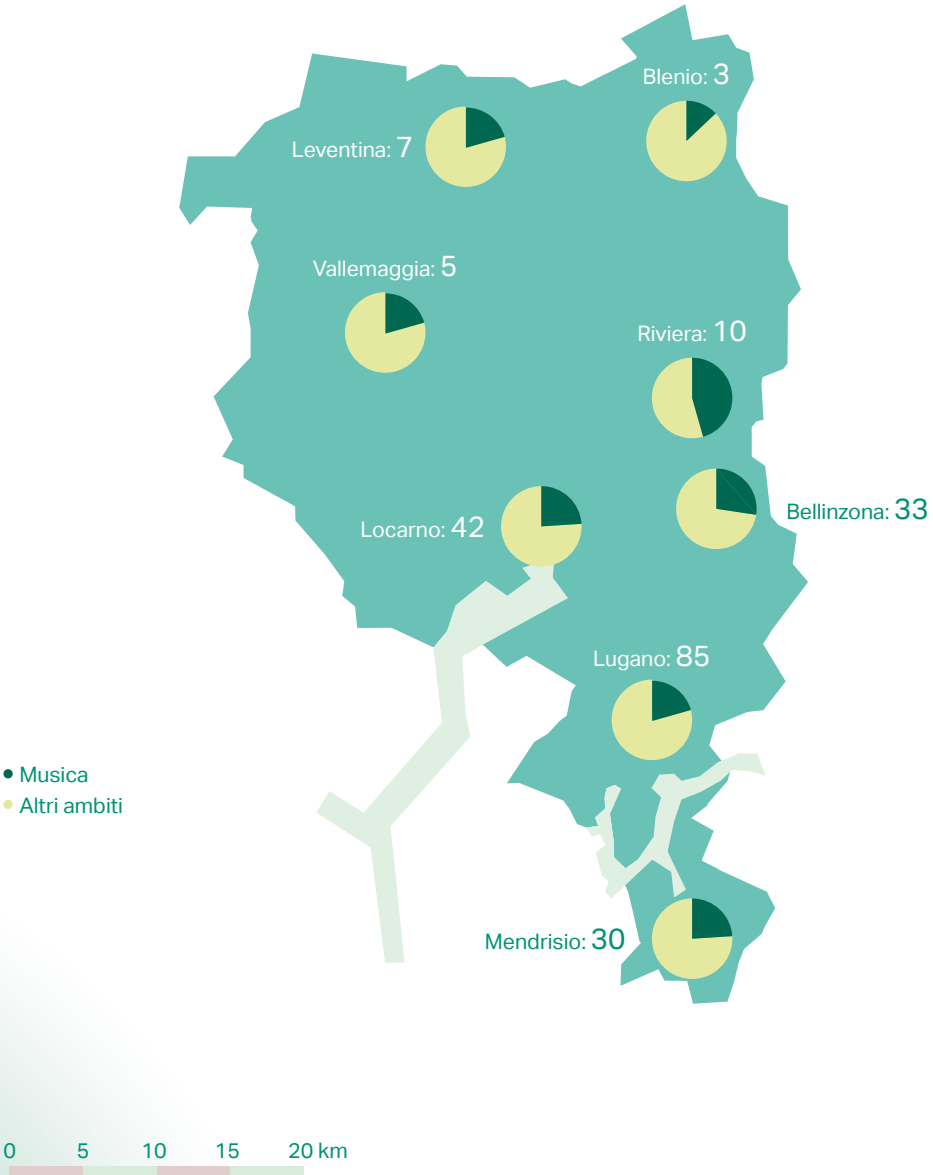 Blenio: 3
Leventina: 7
Vallemaggia: 5
Riviera: 10
Bellinzona: 33
Locarno: 42
Lugano: 85
Musica
Altri ambiti
Mendrisio: 30
0 5 10 15 20 km